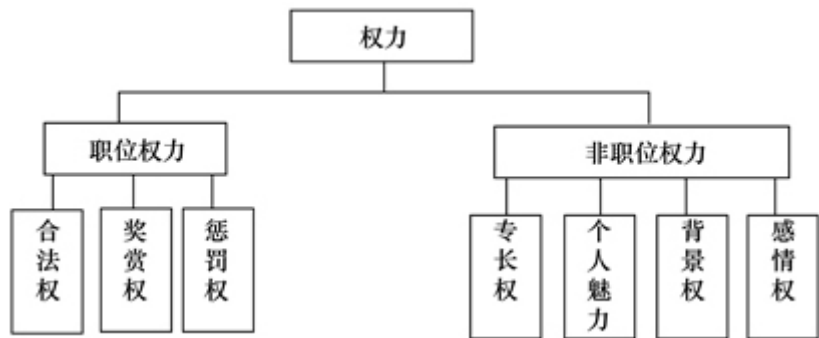 权力
职位权力
非职位权力
合法权
奖赏权
惩罚权
专长权
个人魅力
背景权
感情权